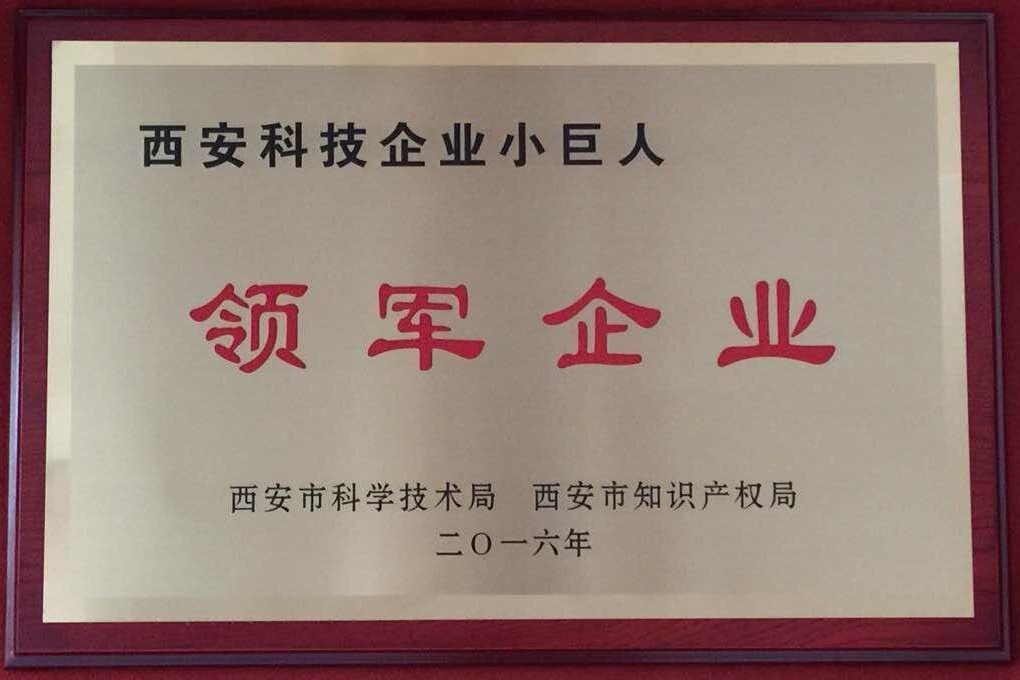 西安科技企业小巨人
领军企业
西安市科学技术局 西安市知识产权局
二〇一六年